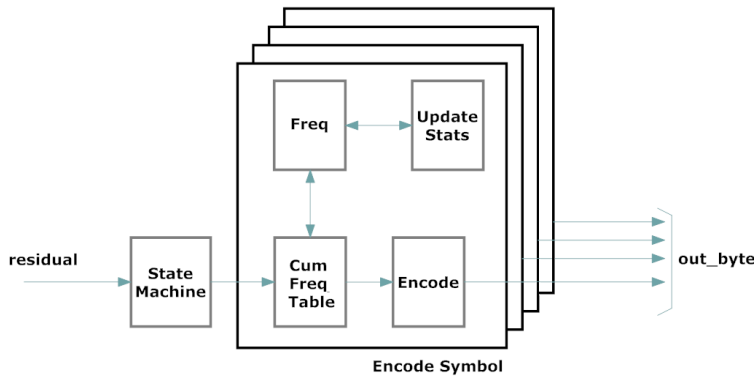 Freq
Update
Stats
residual
State
Machine
Cum
Freq
Table
Encode
out_byte
Encode Symbol